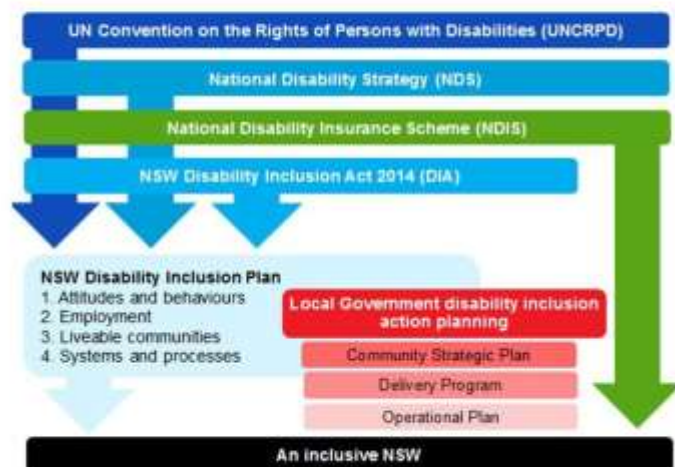 UN Convention on the Rights of Persons with Disabilities (UNCRPD)
National Disability Strategy (NDS)
National Disability Insurance Scheme (NDIS)
NSW Disability Inclusion Act 2014 (DIA)
NSW Disability Inclusion Plan
1. Attitudes and behaviours
2. Employment
3. Liveable communities
4. Systems and processes
Local Government disability inclusion
action planning
Community Strategic Plan
Delivery Program
Operational Plan
An inclusive NSW